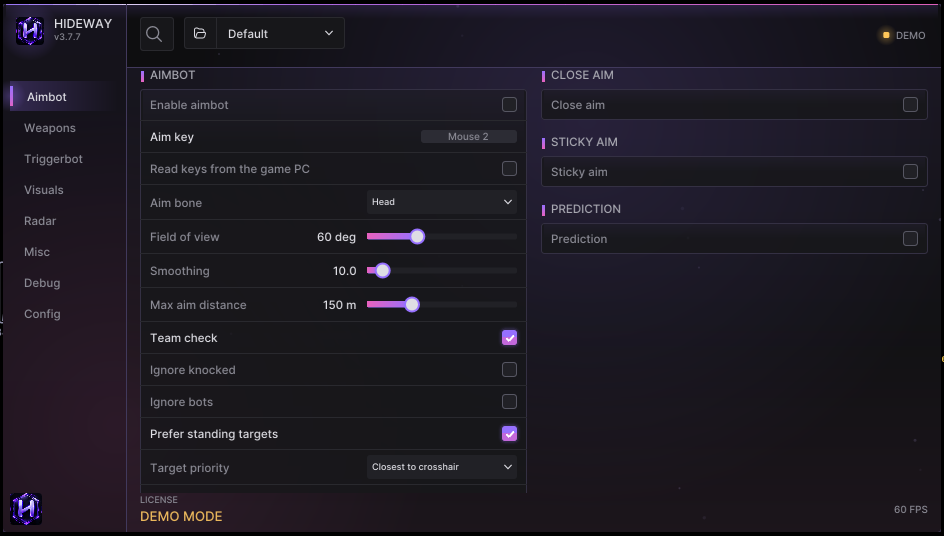 HIDEWAY
v3.7.7
Default
DEMO
Aimbot
Weapons
Triggerbot
Visuals
Radar
Misc
Debug
Config
AIMBOT
Enable aimbot
Aim key Mouse 2
Read keys from the game PC
Aim bone Head
Field of view 60 deg
Smoothing 10.0
Max aim distance 150 m
Team check
Ignore knocked
Ignore bots
Prefer standing targets
Target priority Closest to crosshair
CLOSE AIM
Close aim
STICKY AIM
Sticky aim
PREDICTION
Prediction
LICENSE
DEMO MODE
60 FPS